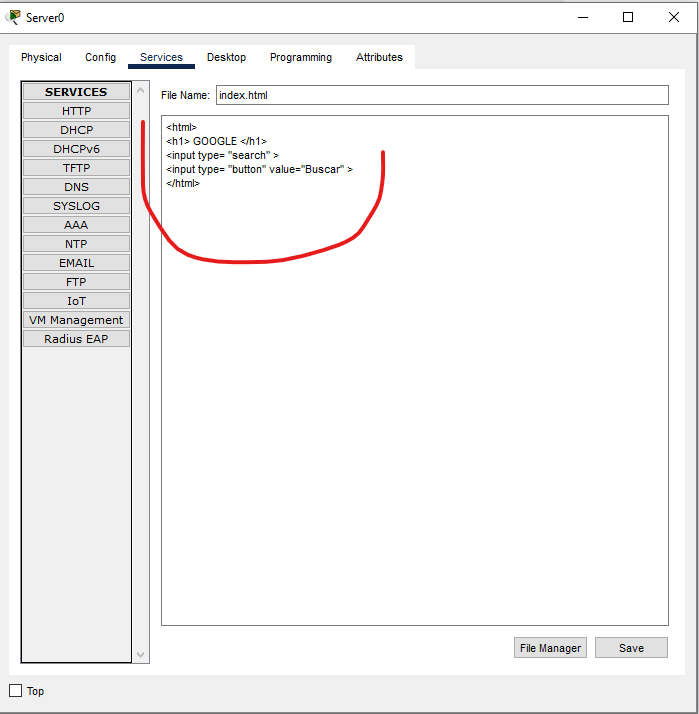 Server0
Physical Config Services Desktop Programming Attributes
SERVICES
HTTP
DHCP
DHCPv6
TFTP
DNS
SYSLOG
AAA
NTP
EMAIL
FTP
IoT
VM Management
Radius EAP
File Name: index.html
<html>
<h1> GOOGLE </h1>
<input type= "search" >
<input type= "button" value="Buscar" >
</html>
File Manager Save
Top